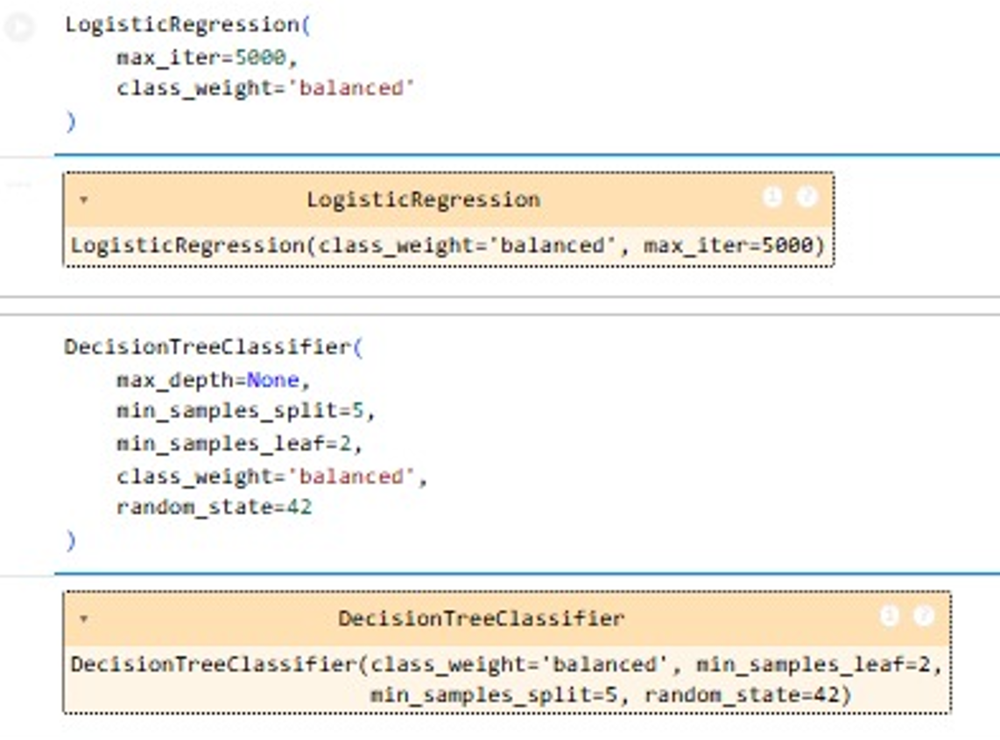 LogisticRegression(
    max_iter=5000,
    class_weight='balanced'
)
LogisticRegression
LogisticRegression(class_weight='balanced', max_iter=5000)
DecisionTreeClassifier(
    max_depth=None,
    min_samples_split=5,
    min_samples_leaf=2,
    class_weight='balanced',
    random_state=42
)
DecisionTreeClassifier
DecisionTreeClassifier(class_weight='balanced', min_samples_leaf=2,
                       min_samples_split=5, random_state=42)